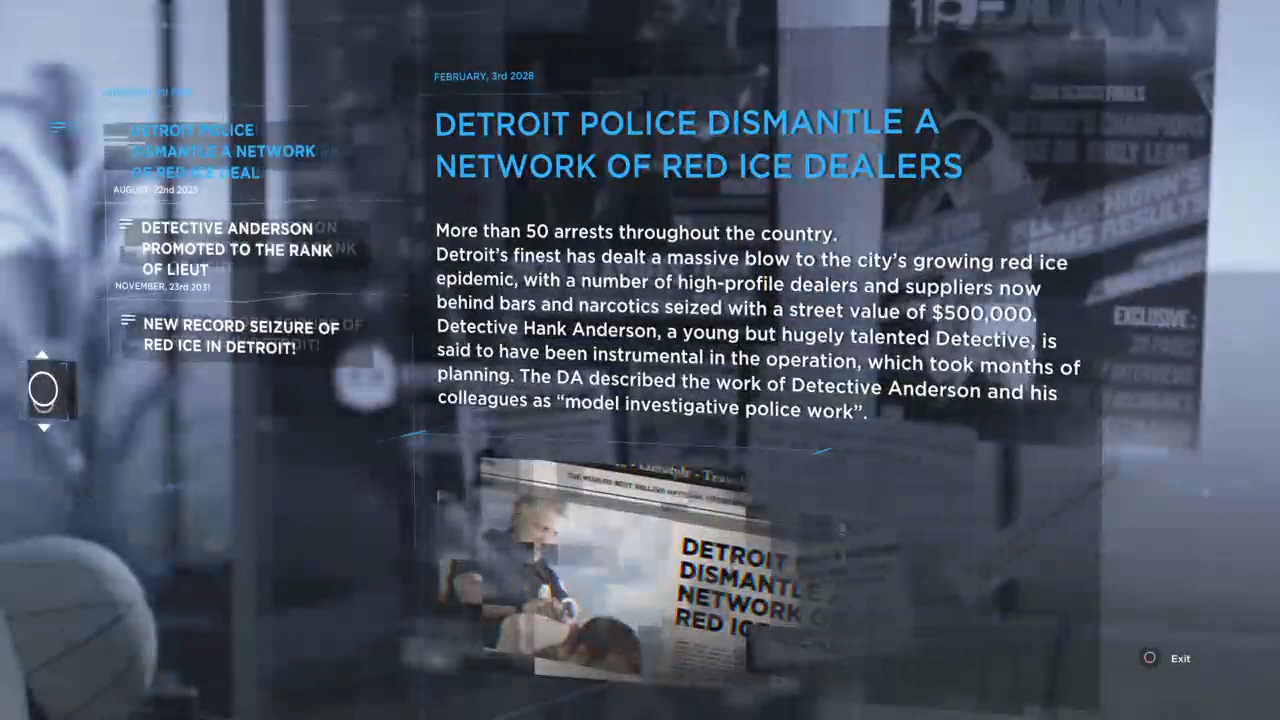 FEBRUARY, 3rd 2028
DETROIT POLICE DISMANTLE A
NETWORK OF RED ICE DEALERS
More than 50 arrests throughout the country.
Detroit's finest has dealt a massive blow to the city's growing red ice
epidemic, with a number of high-profile dealers and suppliers now
behind bars and narcotics seized with a street value of $500,000.
Detective Hank Anderson, a young but hugely talented Detective, is
said to have been instrumental in the operation, which took months of
planning. The DA described the work of Detective Anderson and his
colleagues as “model investigative police work”.
DETROIT POLICE
DISMANTLE A NETWORK
OF RED ICE DEAL
AUGUST, 22nd 2029
DETECTIVE ANDERSON
PROMOTED TO THE RANK
OF LIEUT
NOVEMBER, 23rd 2031
NEW RECORD SEIZURE OF
RED ICE IN DETROIT!
DETROIT
DISMANTLE
NETWORK O
RED IC
EXCLUSIVE:
Exit